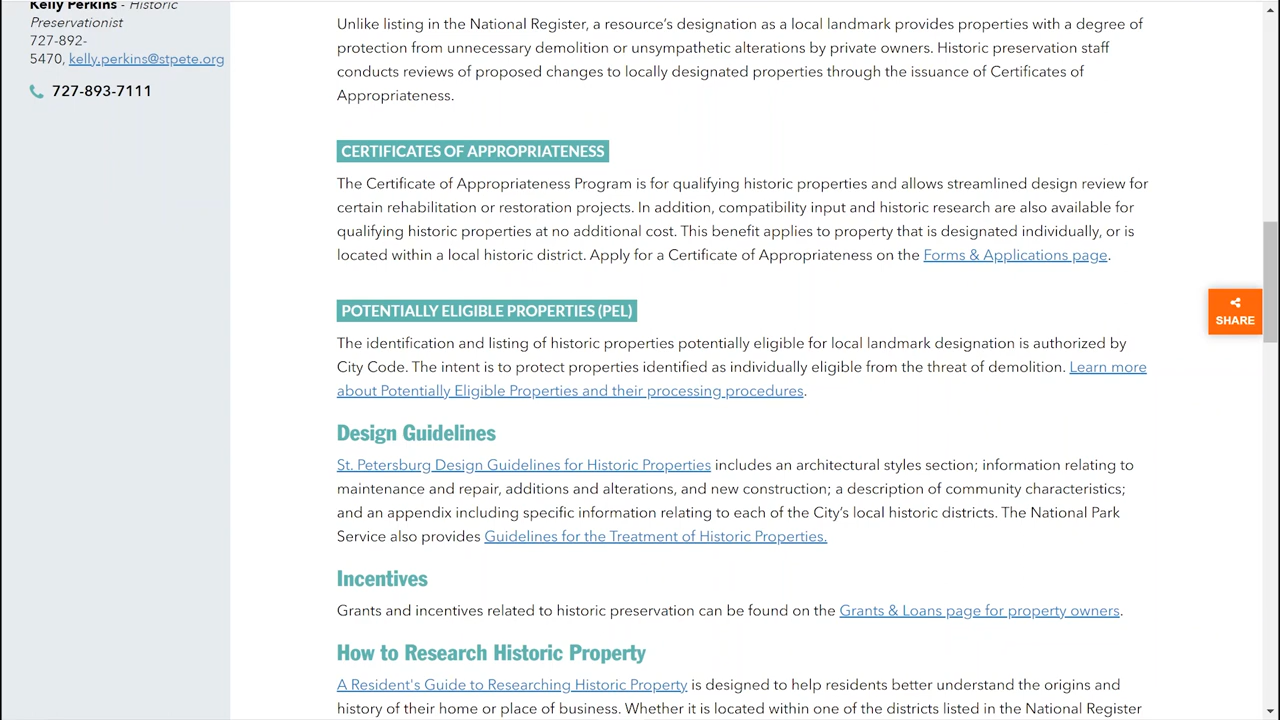 Kelly Perkins - Historic
Preservationist
727-892-
5470, kelly.perkins@stpete.org
727-893-7111
Unlike listing in the National Register, a resource's designation as a local landmark provides properties with a degree of
protection from unnecessary demolition or unsympathetic alterations by private owners. Historic preservation staff
conducts reviews of proposed changes to locally designated properties through the issuance of Certificates of
Appropriateness.
CERTIFICATES OF APPROPRIATENESS
The Certificate of Appropriateness Program is for qualifying historic properties and allows streamlined design review for
certain rehabilitation or restoration projects. In addition, compatibility input and historic research are also available for
qualifying historic properties at no additional cost. This benefit applies to property that is designated individually, or is
located within a local historic district. Apply for a Certificate of Appropriateness on the Forms & Applications page.
POTENTIALLY ELIGIBLE PROPERTIES (PEL)
The identification and listing of historic properties potentially eligible for local landmark designation is authorized by
City Code. The intent is to protect properties identified as individually eligible from the threat of demolition. Learn more
about Potentially Eligible Properties and their processing procedures.
Design Guidelines
St. Petersburg Design Guidelines for Historic Properties includes an architectural styles section; information relating to
maintenance and repair, additions and alterations, and new construction; a description of community characteristics;
and an appendix including specific information relating to each of the City's local historic districts. The National Park
Service also provides Guidelines for the Treatment of Historic Properties.
Incentives
Grants and incentives related to historic preservation can be found on the Grants & Loans page for property owners.
How to Research Historic Property
A Resident's Guide to Researching Historic Property is designed to help residents better understand the origins and
history of their home or place of business. Whether it is located within one of the districts listed in the National Register
SHARE